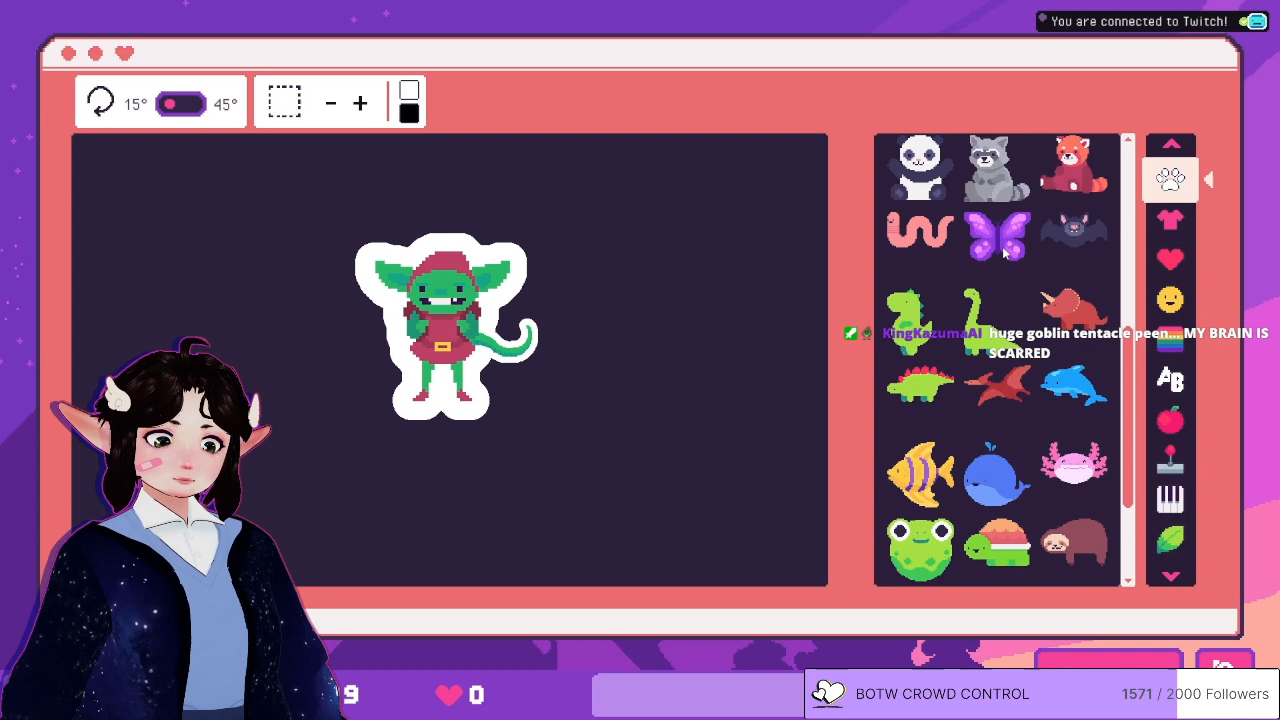 You are connected to Twitch!
15° 45°
- +
KingKazumaAI huge goblin tentacle peen... MY BRAIN IS
SCARRED
AB
9 0
BOTW CROWD CONTROL 1571 / 2000 Followers